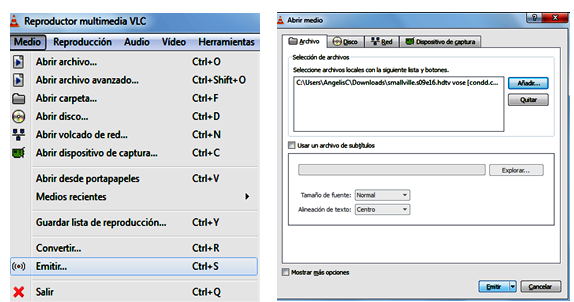 Reproductor multimedia VLC
Medio Reproducción Audio Vídeo Herramientas
Abrir archivo... Ctrl+O
Abrir archivo avanzado... Ctrl+Shift+O
Abrir carpeta... Ctrl+F
Abrir disco... Ctrl+D
Abrir volcado de red... Ctrl+N
Abrir dispositivo de captura... Ctrl+C
Abrir desde portapapeles Ctrl+V
Medios recientes
Guardar lista de reproducción... Ctrl+Y
Convertir... Ctrl+R
Emitir... Ctrl+S
Salir Ctrl+Q
Abrir medio
Archivo Disco Red Dispositivo de captura
Selección de archivos
Seleccione archivos locales con la siguiente lista y botones.
C:\Users\AngelisC\Downloads\smallville.s09e16.hdtv vose [condd.c...
Añadir...
Quitar
Usar un archivo de subtítulos
Explorar...
Tamaño de fuente: Normal
Alineación de texto: Centro
Mostrar más opciones
Emitir Cancelar